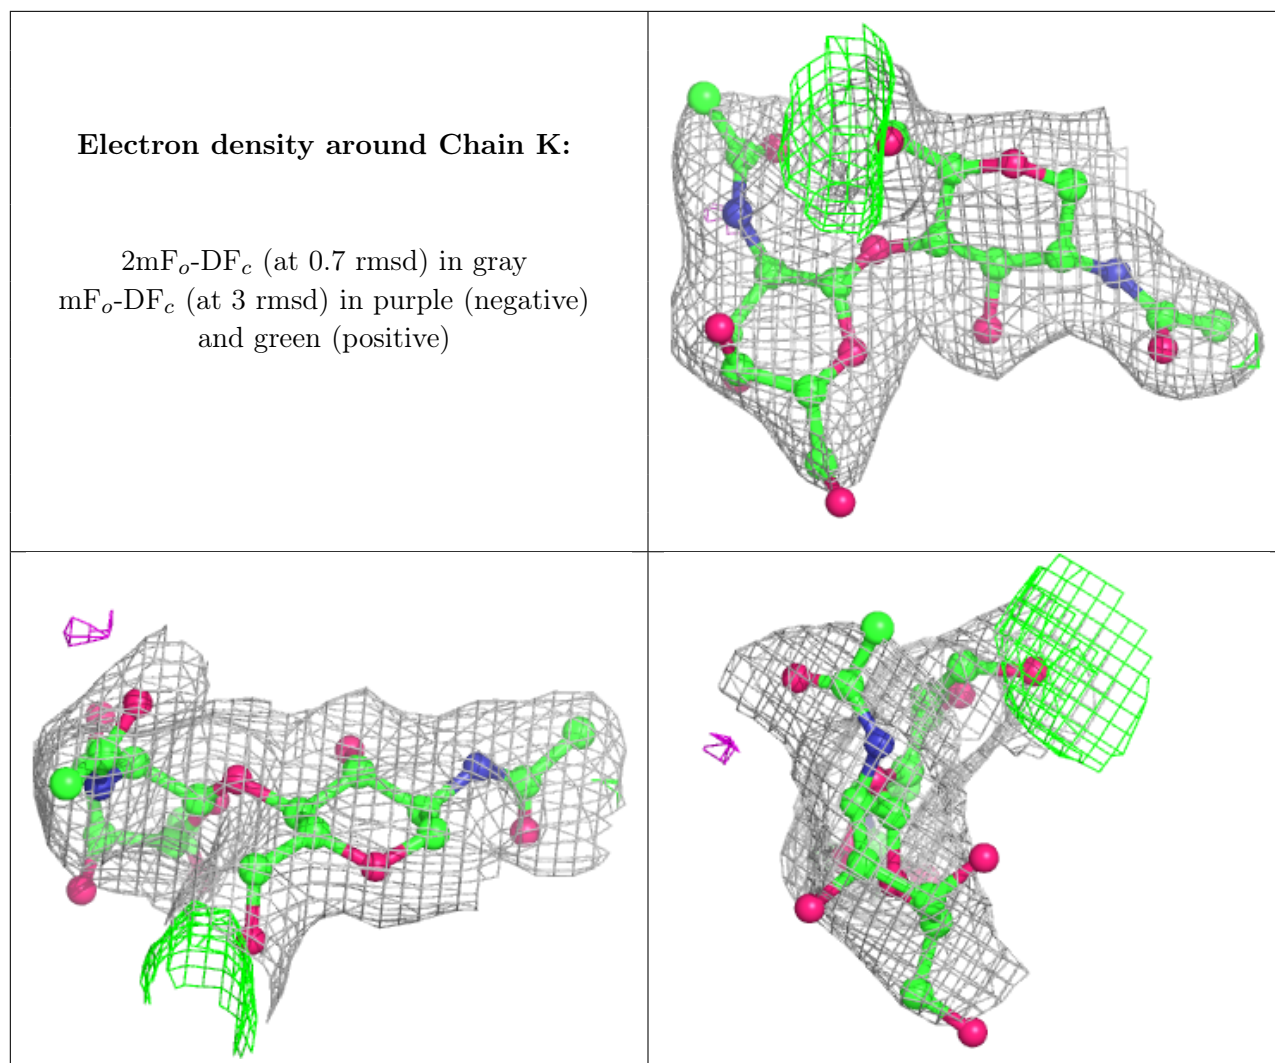 Electron density around Chain K:
2mFₒ-DF𝒸 (at 0.7 rmsd) in gray
mFₒ-DF𝒸 (at 3 rmsd) in purple (negative)
and green (positive)